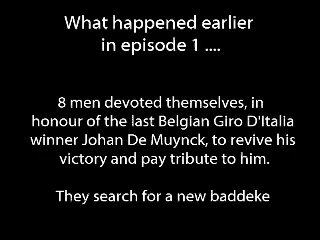 What happened earlier
in episode 1 ....
8 men devoted themselves, in
honour of the last Belgian Giro D'Italia
winner Johan De Muynck, to revive his
victory and pay tribute to him.
They search for a new baddeke